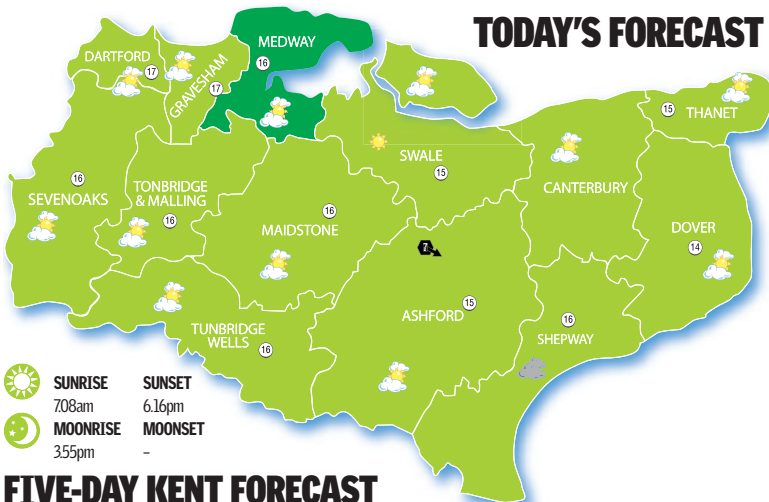 TODAY'S FORECAST
MEDWAY
16
DARTFORD
17
GRAVESHAM
17
THANET
15
SWALE
15
CANTERBURY
SEVENOAKS
16
TONBRIDGE
& MALLING
16
MAIDSTONE
16
DOVER
14
7
ASHFORD
15
SHEPWAY
16
TUNBRIDGE
WELLS
16
SUNRISE SUNSET
7.08am 6.16pm
MOONRISE MOONSET
3.55pm –
FIVE-DAY KENT FORECAST